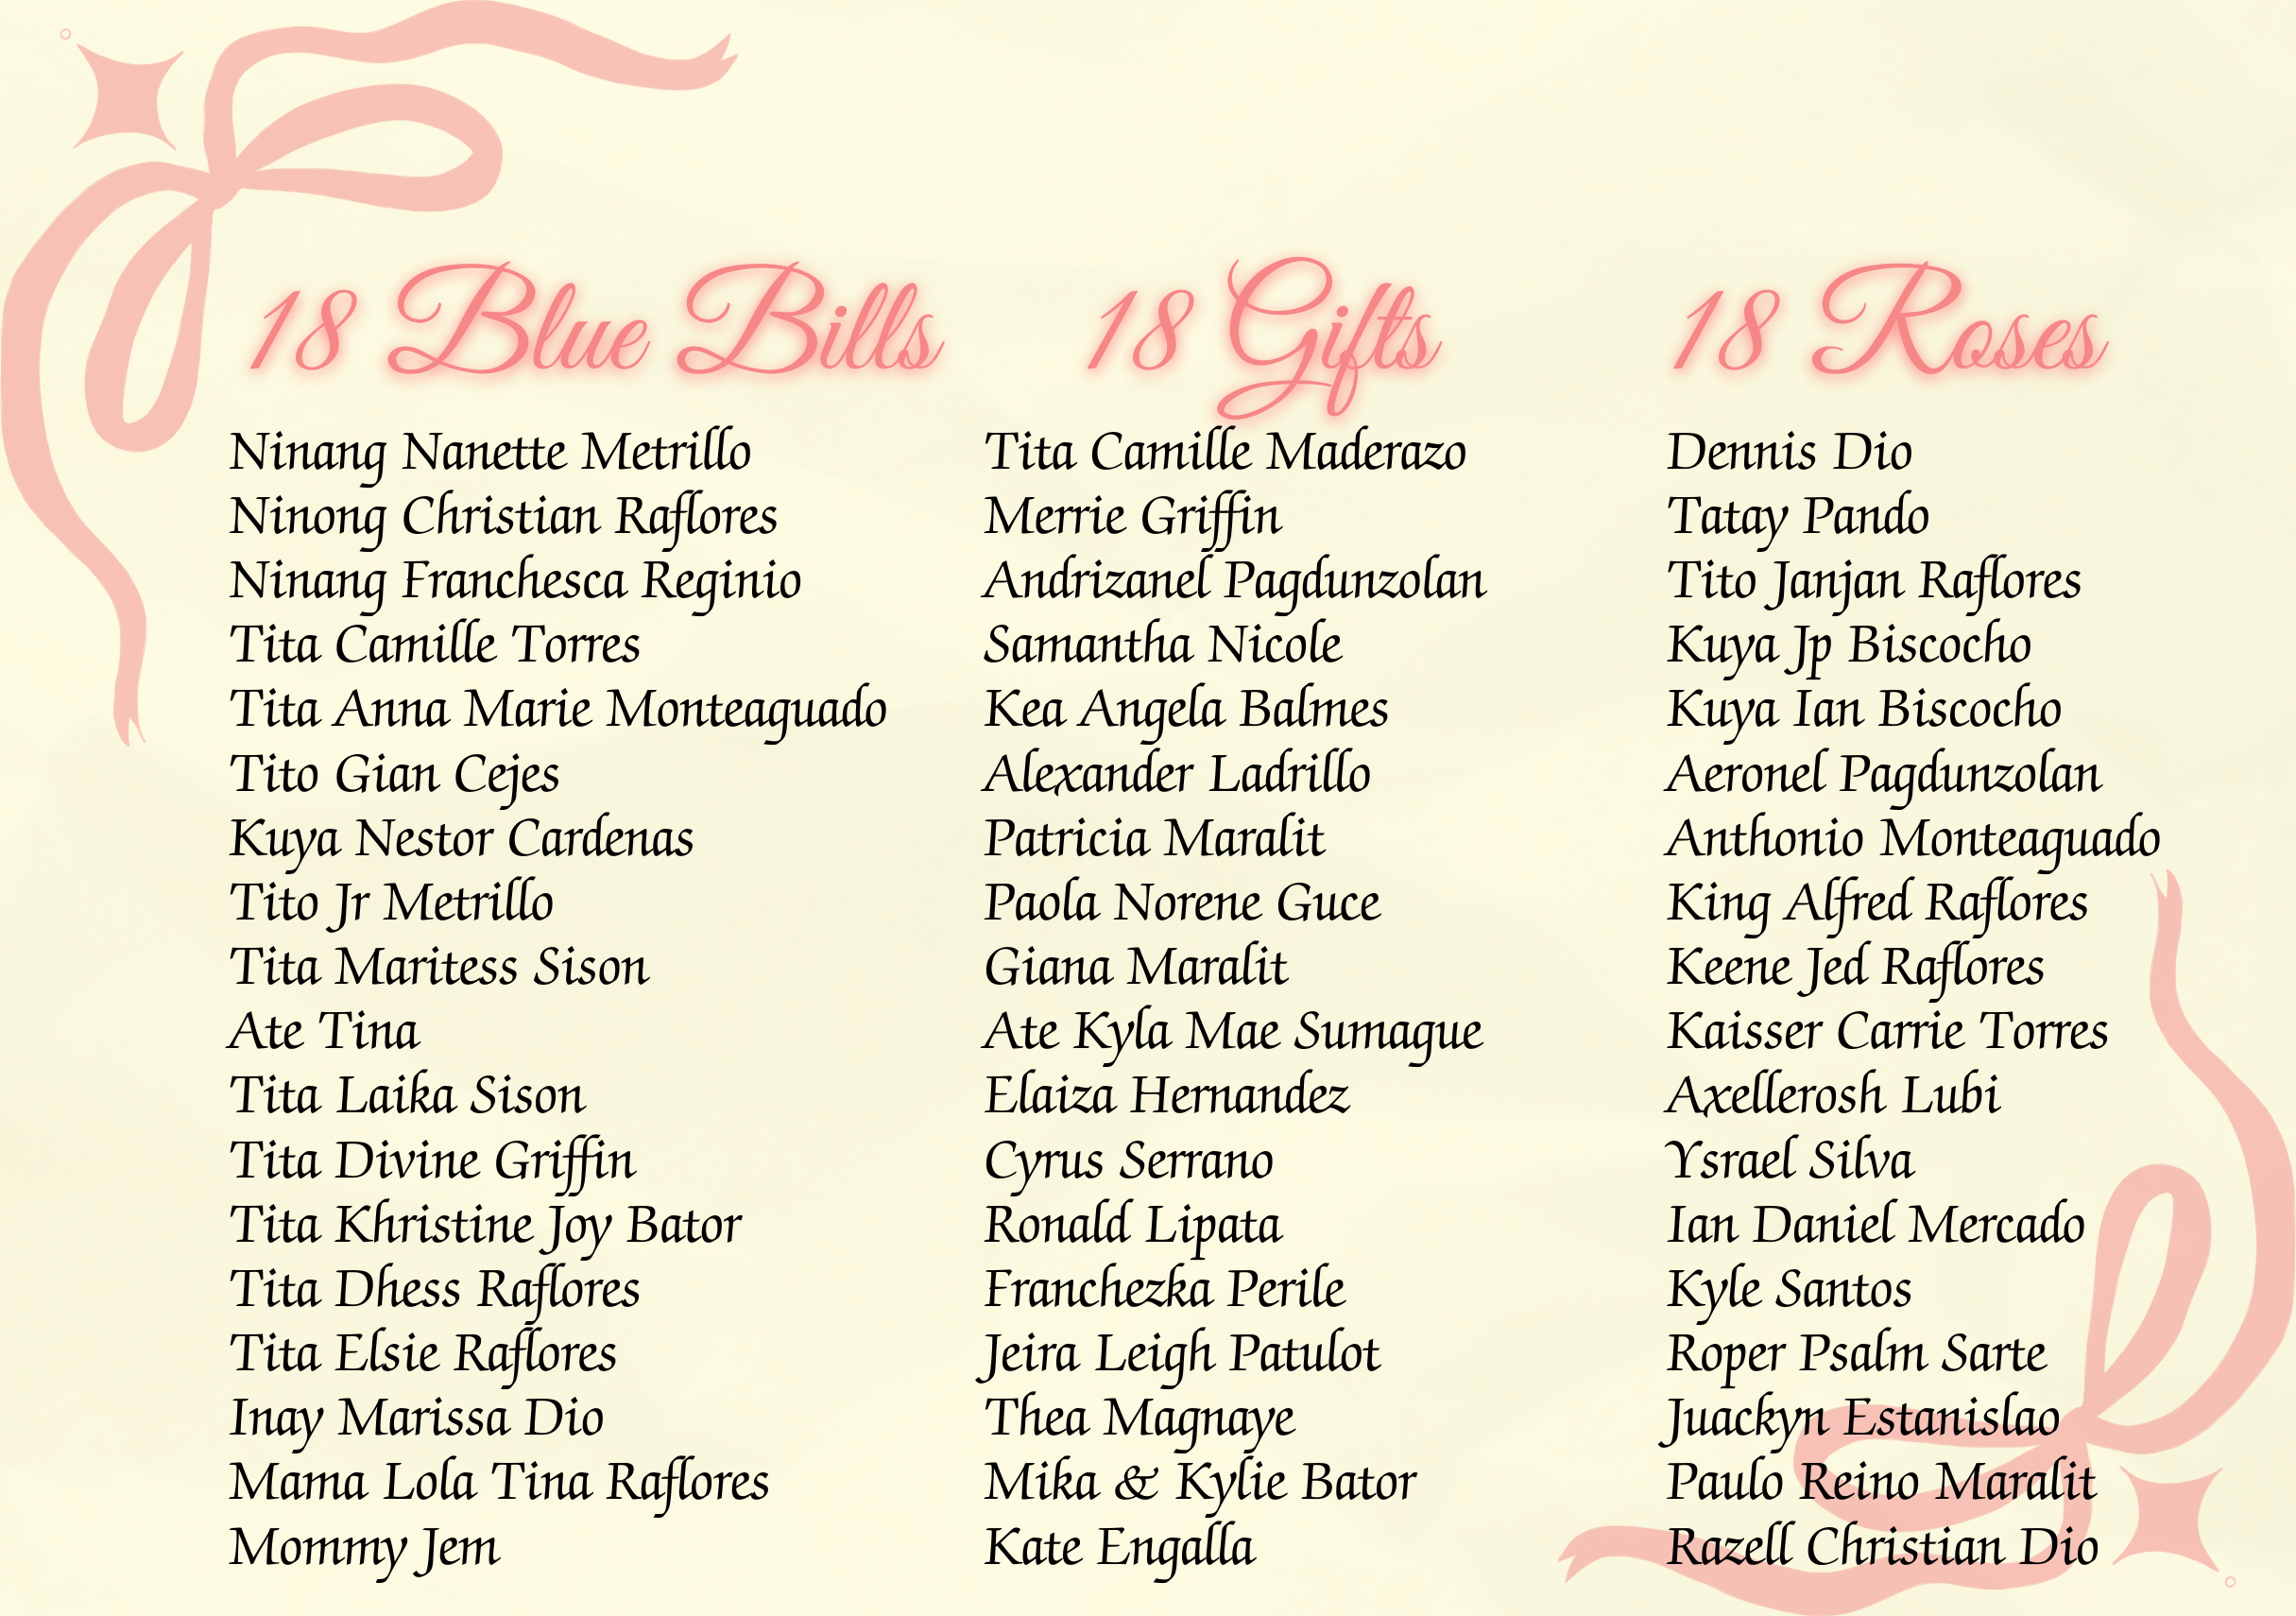 18 Blue Bills
Ninang Nanette Metrillo
Ninong Christian Raflores
Ninang Franchesca Reginio
Tita Camille Torres
Tita Anna Marie Monteaguado
Tito Gian Cejes
Kuya Nestor Cardenas
Tito Jr Metrillo
Tita Maritess Sison
Ate Tina
Tita Laika Sison
Tita Divine Griffin
Tita Khristine Joy Bator
Tita Dhess Raflores
Tita Elsie Raflores
Inay Marissa Dio
Mama Lola Tina Raflores
Mommy Jem
18 Gifts
Tita Camille Maderazo
Merrie Griffin
Andrizanel Pagdunzolan
Samantha Nicole
Kea Angela Balmes
Alexander Ladrillo
Patricia Maralit
Paola Norene Guce
Giana Maralit
Ate Kyla Mae Sumague
Elaiza Hernandez
Cyrus Serrano
Ronald Lipata
Franchezka Perile
Jeira Leigh Patulot
Thea Magnaye
Mika & Kylie Bator
Kate Engalla
18 Roses
Dennis Dio
Tatay Pando
Tito Janjan Raflores
Kuya Jp Biscocho
Kuya Ian Biscocho
Aeronel Pagdunzolan
Anthonio Monteaguado
King Alfred Raflores
Keene Jed Raflores
Kaisser Carrie Torres
Axellerosh Lubi
Ysrael Silva
Ian Daniel Mercado
Kyle Santos
Roper Psalm Sarte
Juackyn Estanislao
Paulo Reino Maralit
Razell Christian Dio